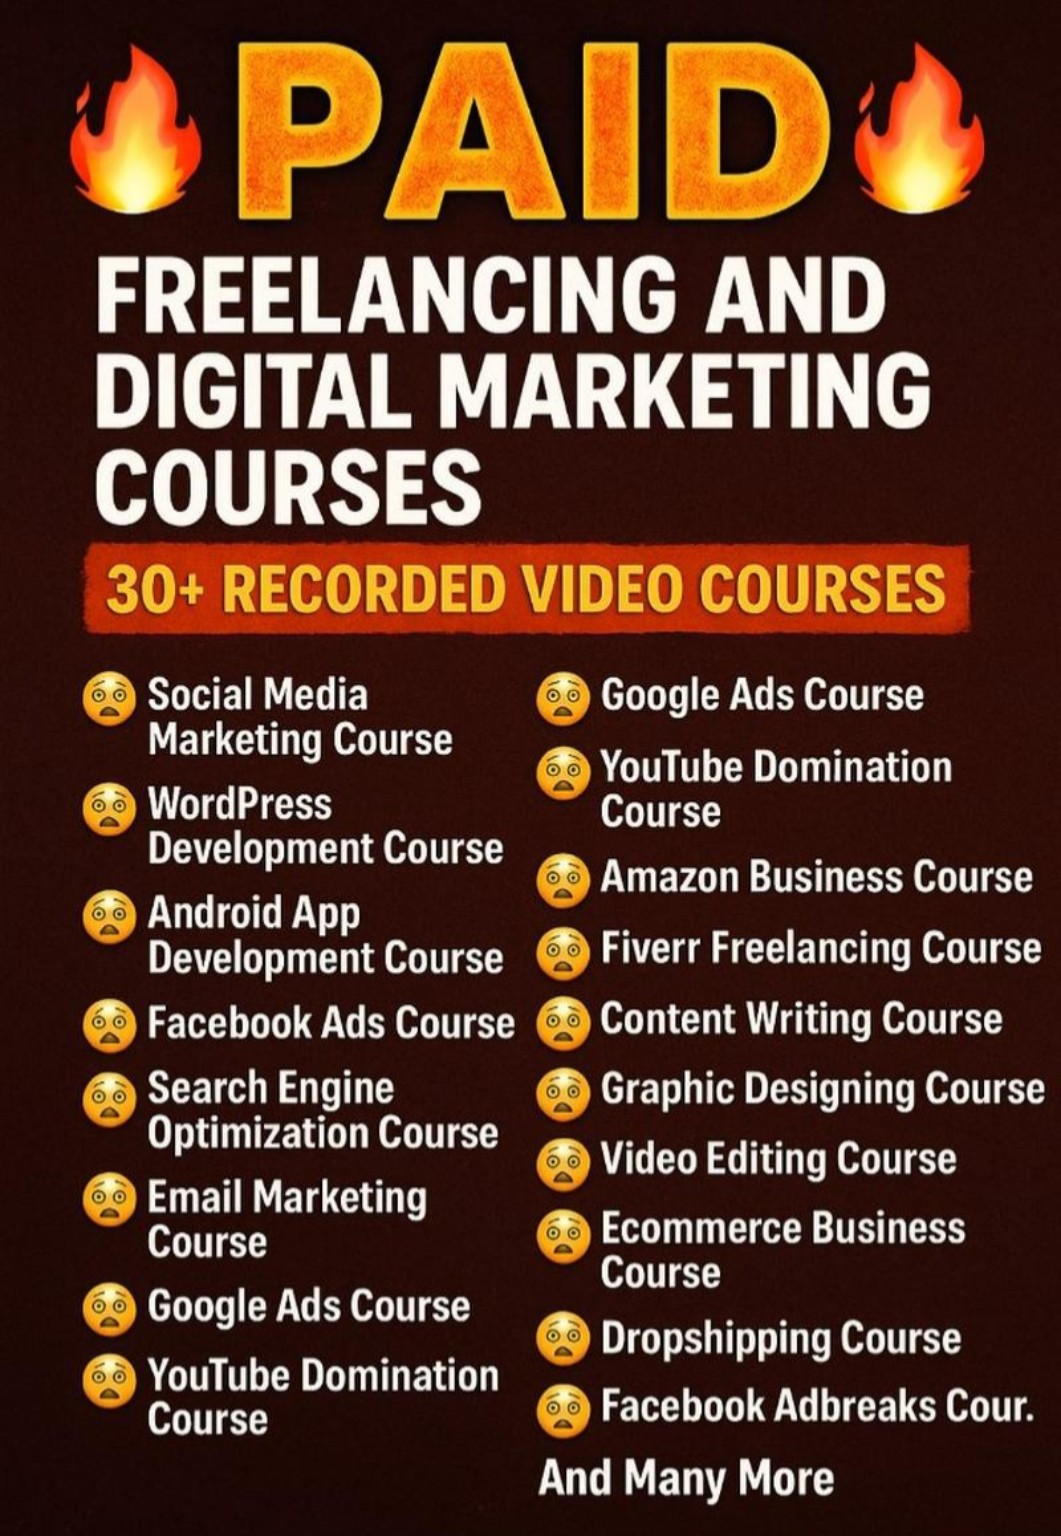 PAID
FREELANCING AND
DIGITAL MARKETING
COURSES
30+ RECORDED VIDEO COURSES
Social Media
Marketing Course
WordPress
Development Course
Android App
Development Course
Facebook Ads Course
Search Engine
Optimization Course
Email Marketing
Course
Google Ads Course
YouTube Domination
Course
Google Ads Course
YouTube Domination
Course
Amazon Business Course
Fiverr Freelancing Course
Content Writing Course
Graphic Designing Course
Video Editing Course
Ecommerce Business
Course
Dropshipping Course
Facebook Adbreaks Cour.
And Many More